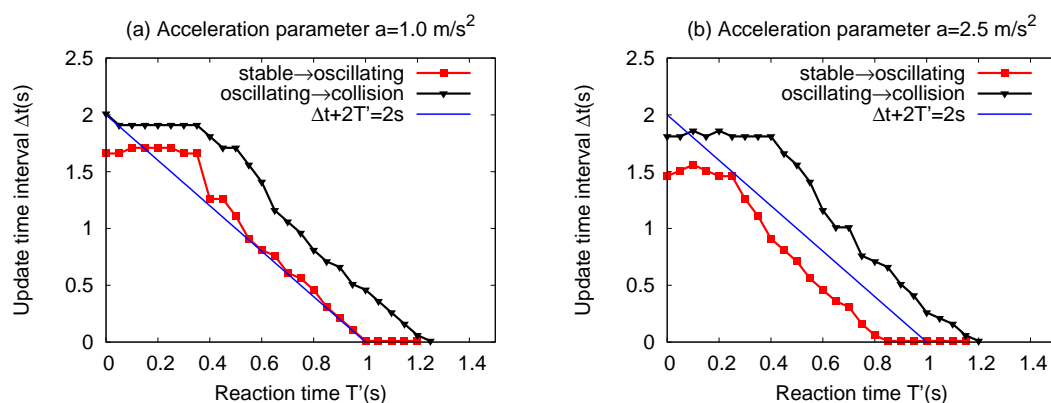 (a) Acceleration parameter a=1.0 m/s²
2.5
2
1.5
1
0.5
0
Update time interval Δt(s)
stable→oscillating
oscillating→collision
Δt+2T'=2s
0 0.2 0.4 0.6 0.8 1 1.2 1.4
Reaction time T'(s)
(b) Acceleration parameter a=2.5 m/s²
2.5
2
1.5
1
0.5
0
Update time interval Δt(s)
stable→oscillating
oscillating→collision
Δt+2T'=2s
0 0.2 0.4 0.6 0.8 1 1.2 1.4
Reaction time T'(s)